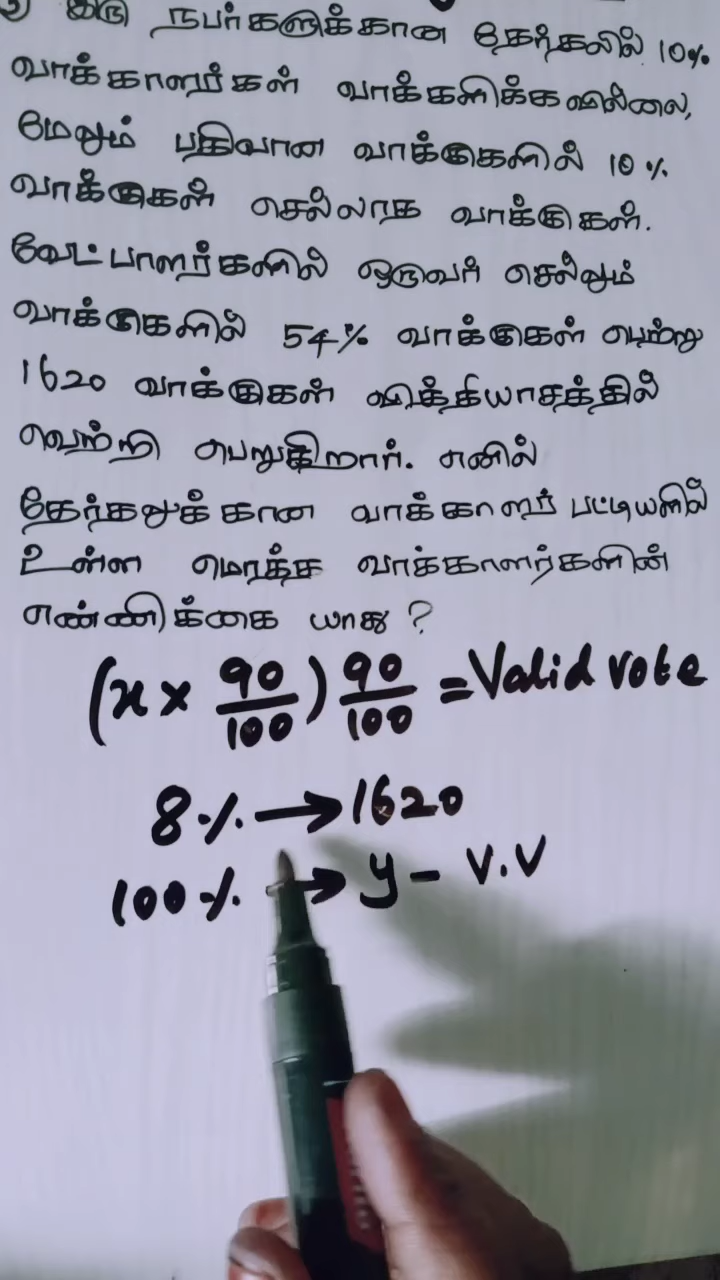 இரு நபர்களுக்கான தேர்தலில் 10%
வாக்காளர்கள் வாக்களிக்கவில்லை,
மேலும் பதிவான வாக்குகளில் 10%
வாக்குகள் செல்லாத வாக்குகள்.
வேட்பாளர்களில் ஒருவர் செல்லும்
வாக்குகளில் 54% வாக்குகள் பெற்று
1620 வாக்குகள் வித்தியாசத்தில்
வெற்றி பெறுகிறார். எனில்
தேர்தலுக்கான வாக்காளர் பட்டியலில்
உள்ள மொத்த வாக்காளர்களின்
எண்ணிக்கை யாது?
(x × 90/100) 90/100 = Valid vote
8% → 1620
100% → y - V.V